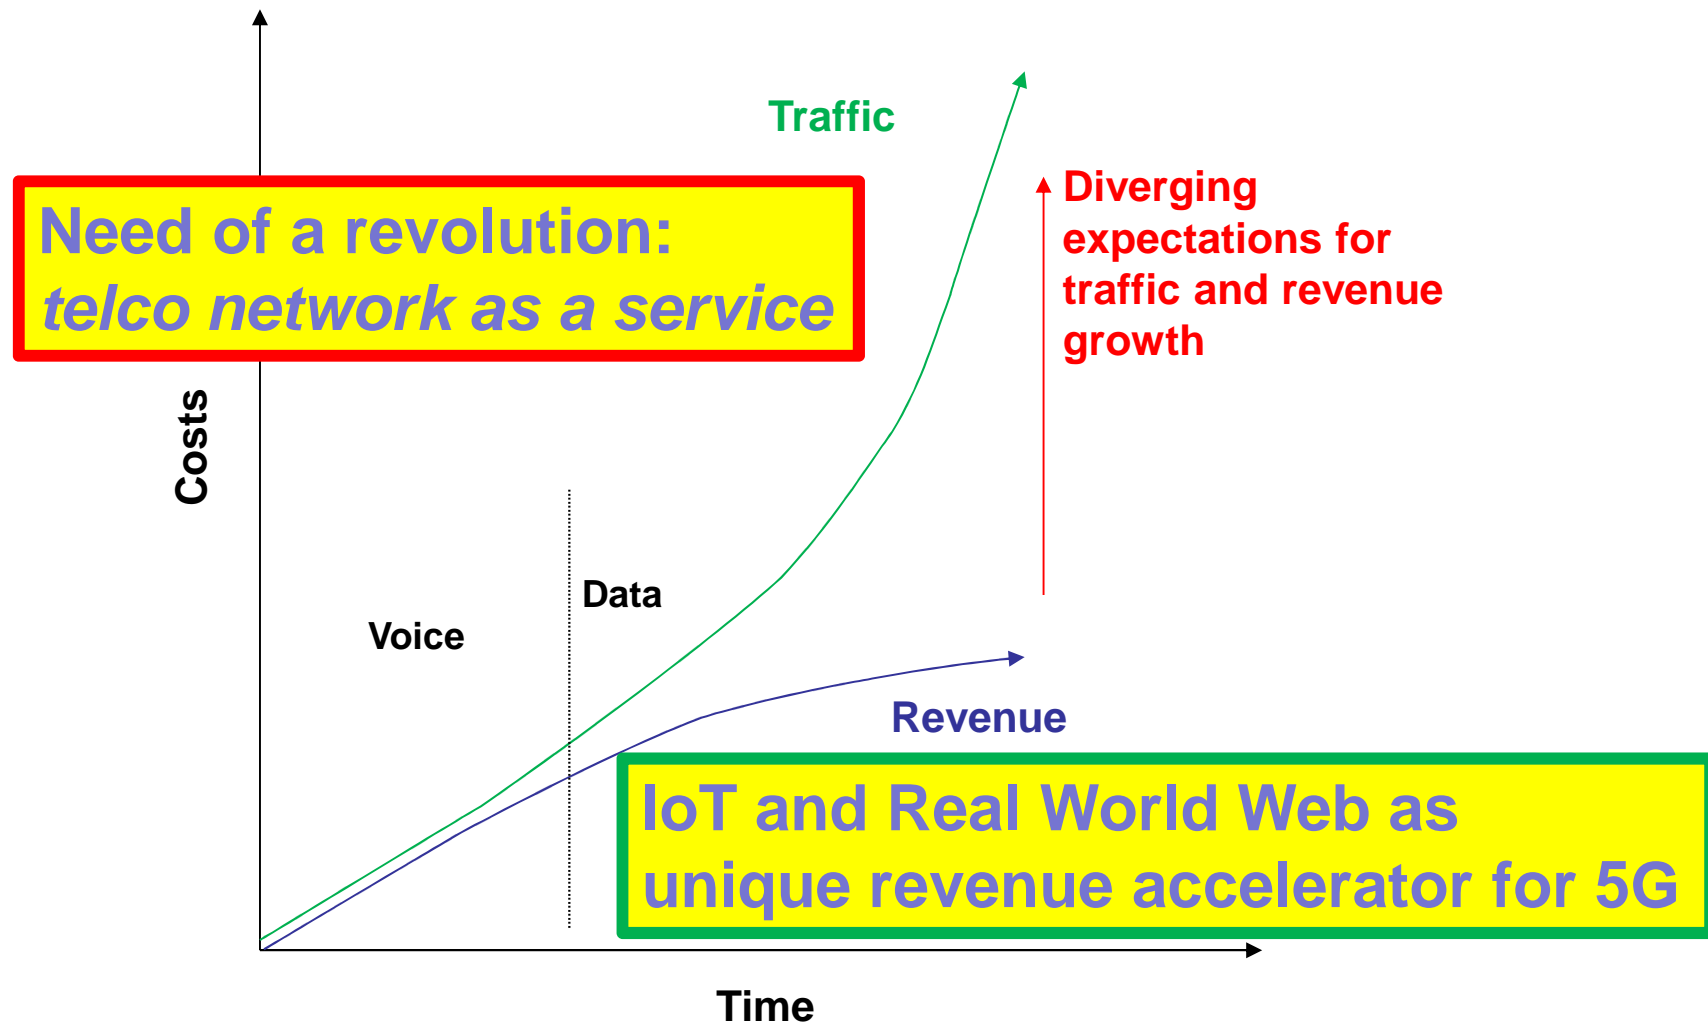 Traffic
Diverging
expectations for
traffic and revenue
growth
Need of a revolution:
telco network as a service
Costs
Data
Voice
Revenue
IoT and Real World Web as
unique revenue accelerator for 5G
Time